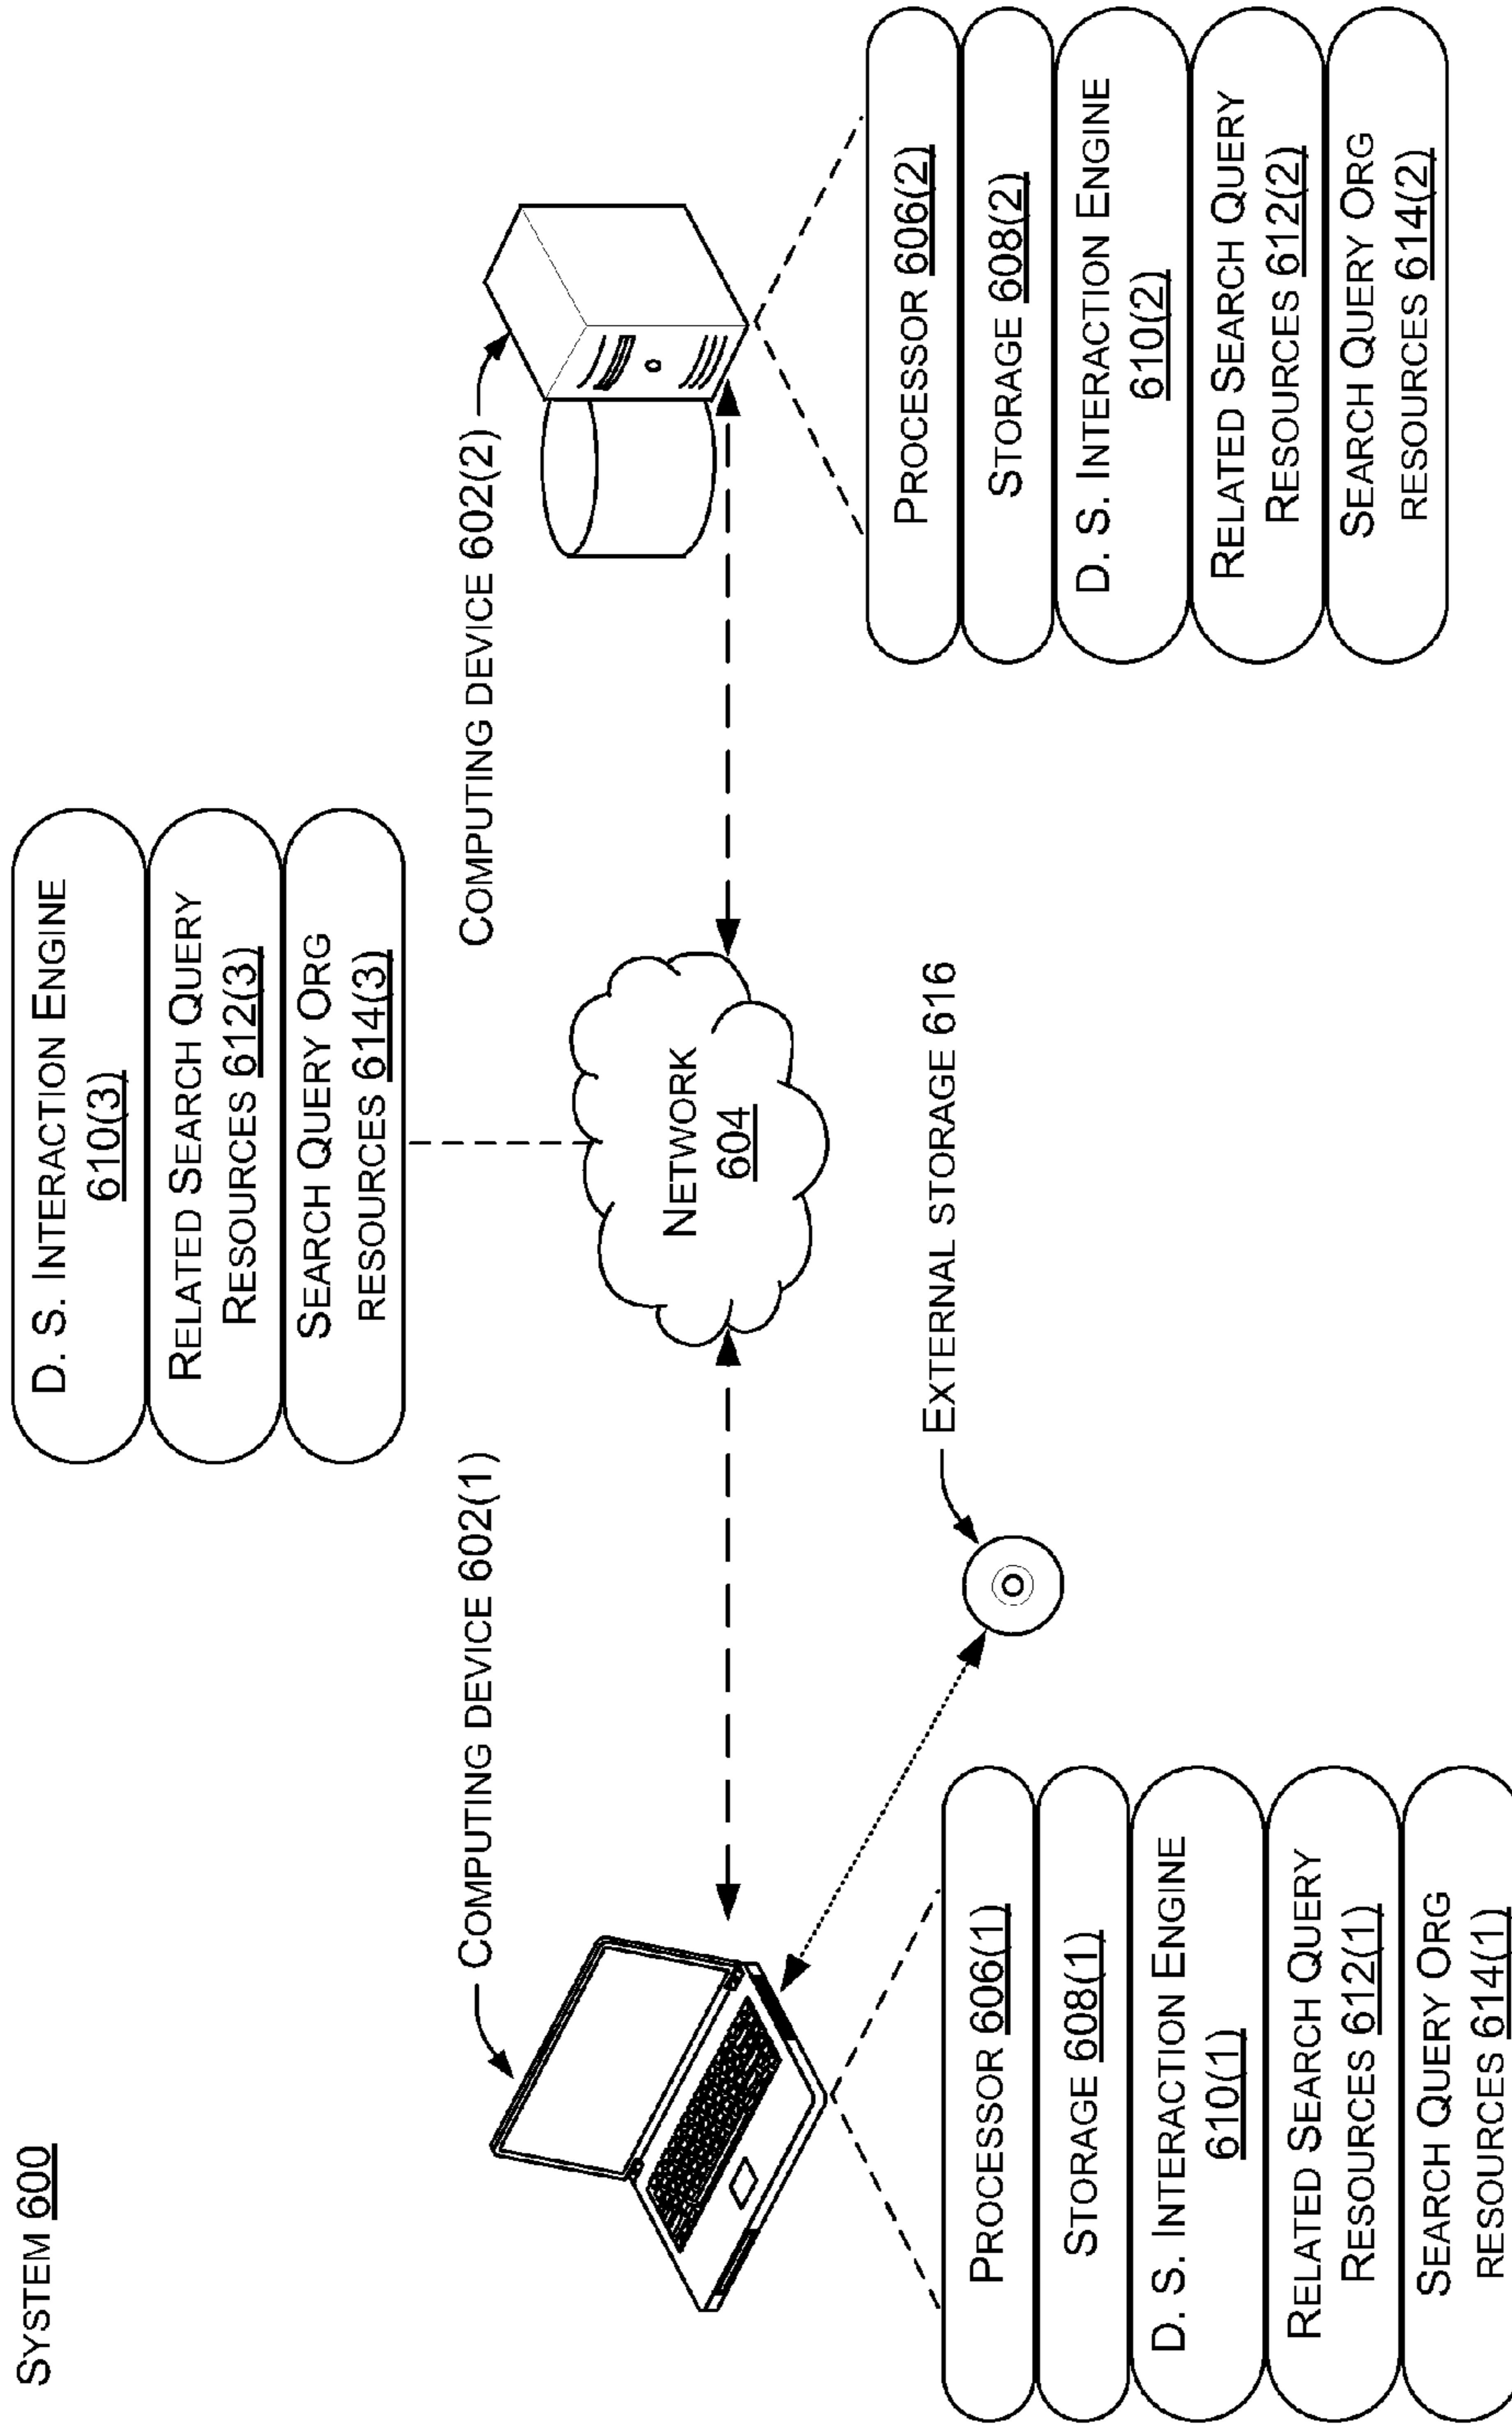 SYSTEM 600
D. S. INTERACTION ENGINE
610(3)
RELATED SEARCH QUERY
RESOURCES 612(3)
SEARCH QUERY ORG
RESOURCES 614(3)
COMPUTING DEVICE 602(1)
COMPUTING DEVICE 602(2)
NETWORK
604
EXTERNAL STORAGE 616
PROCESSOR 606(1)
STORAGE 608(1)
D. S. INTERACTION ENGINE
610(1)
RELATED SEARCH QUERY
RESOURCES 612(1)
SEARCH QUERY ORG
RESOURCES 614(1)
PROCESSOR 606(2)
STORAGE 608(2)
D. S. INTERACTION ENGINE
610(2)
RELATED SEARCH QUERY
RESOURCES 612(2)
SEARCH QUERY ORG
RESOURCES 614(2)